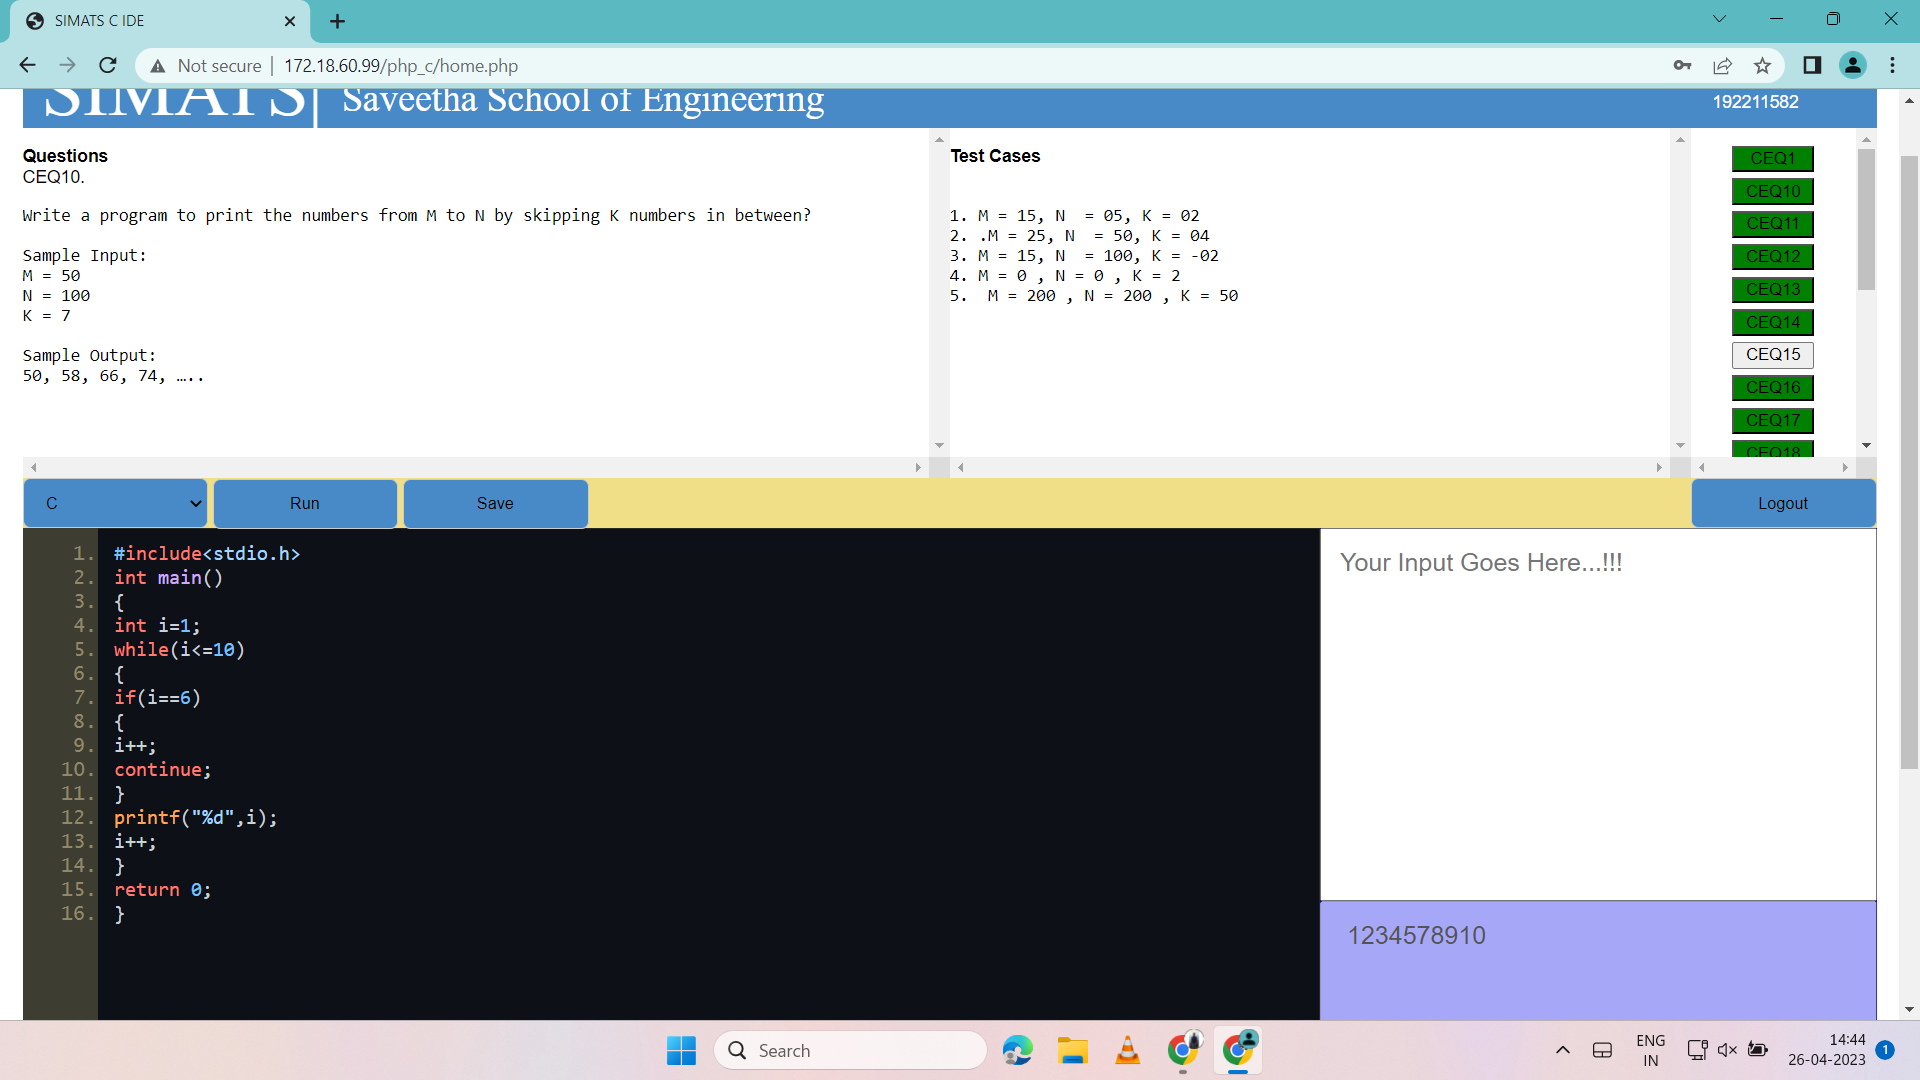 SIMATS C IDE
Not secure | 172.18.60.99/php_c/home.php
SIMATS| Saveetha School of Engineering
192211582
Questions
CEQ10.
Write a program to print the numbers from M to N by skipping K numbers in between?
Sample Input:
M = 50
N = 100
K = 7
Sample Output:
50, 58, 66, 74, …..
Test Cases
1. M = 15, N  = 05, K = 02
2. .M = 25, N  = 50, K = 04
3. M = 15, N  = 100, K = -02
4. M = 0 , N = 0 , K = 2
5.  M = 200 , N = 200 , K = 50
CEQ1
CEQ10
CEQ11
CEQ12
CEQ13
CEQ14
CEQ15
CEQ16
CEQ17
CEQ18
C
Run
Save
Logout
1. #include<stdio.h>
2. int main()
3. {
4. int i=1;
5. while(i<=10)
6. {
7. if(i==6)
8. {
9. i++;
10. continue;
11. }
12. printf("%d",i);
13. i++;
14. }
15. return 0;
16. }
Your Input Goes Here...!!!
1234578910
Search
ENG
IN
14:44
26-04-2023
1